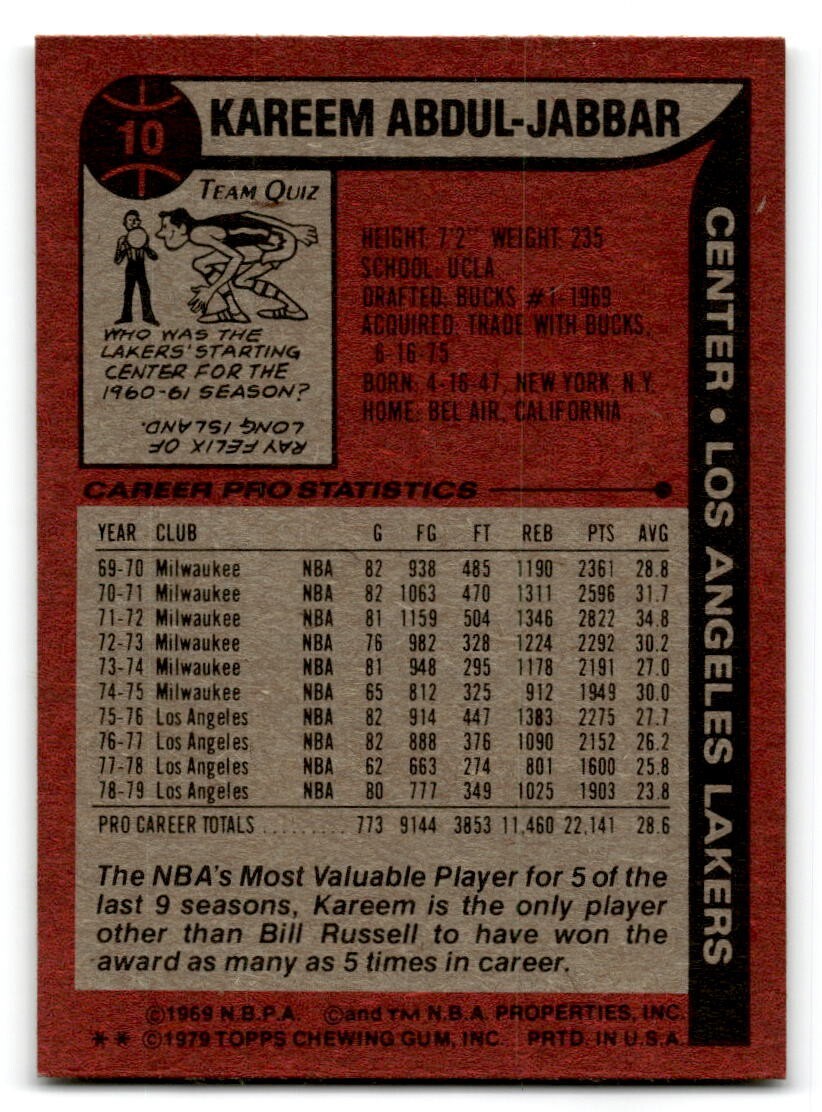 10
KAREEM ABDUL-JABBAR
TEAM QUIZ
WHO WAS THE
LAKERS' STARTING
CENTER FOR THE
1960-61 SEASON?
RAY FELIX OF
LONG ISLAND.
HEIGHT: 7'2" WEIGHT: 235
SCHOOL: UCLA
DRAFTED: BUCKS #1-1969
ACQUIRED: TRADE WITH BUCKS,
6-16-75
BORN: 4-16-47, NEW YORK, N.Y.
HOME: BEL AIR, CALIFORNIA
CENTER • LOS ANGELES LAKERS
CAREER PRO STATISTICS
YEAR CLUB G FG FT REB PTS AVG
69-70 Milwaukee NBA 82 938 485 1190 2361 28.8
70-71 Milwaukee NBA 82 1063 470 1311 2596 31.7
71-72 Milwaukee NBA 81 1159 504 1346 2822 34.8
72-73 Milwaukee NBA 76 982 328 1224 2292 30.2
73-74 Milwaukee NBA 81 948 295 1178 2191 27.0
74-75 Milwaukee NBA 65 812 325 912 1949 30.0
75-76 Los Angeles NBA 82 914 447 1383 2275 27.7
76-77 Los Angeles NBA 82 888 376 1090 2152 26.2
77-78 Los Angeles NBA 62 663 274 801 1600 25.8
78-79 Los Angeles NBA 80 777 349 1025 1903 23.8
PRO CAREER TOTALS ......... 773 9144 3853 11,460 22,141 28.6
The NBA's Most Valuable Player for 5 of the
last 9 seasons, Kareem is the only player
other than Bill Russell to have won the
award as many as 5 times in career.
©1969 N.B.P.A. ©and TM N.B.A. PROPERTIES, INC.
** ©1979 TOPPS CHEWING GUM, INC. PRTD. IN U.S.A.